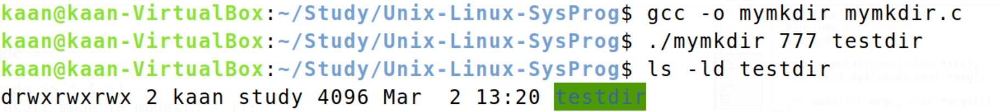 kaan@kaan-VirtualBox:~/Study/Unix-Linux-SysProg$ gcc -o mymkdir mymkdir.c
kaan@kaan-VirtualBox:~/Study/Unix-Linux-SysProg$ ./mymkdir 777 testdir
kaan@kaan-VirtualBox:~/Study/Unix-Linux-SysProg$ ls -ld testdir
drwxrwxrwx 2 kaan study 4096 Mar  2 13:20 testdir